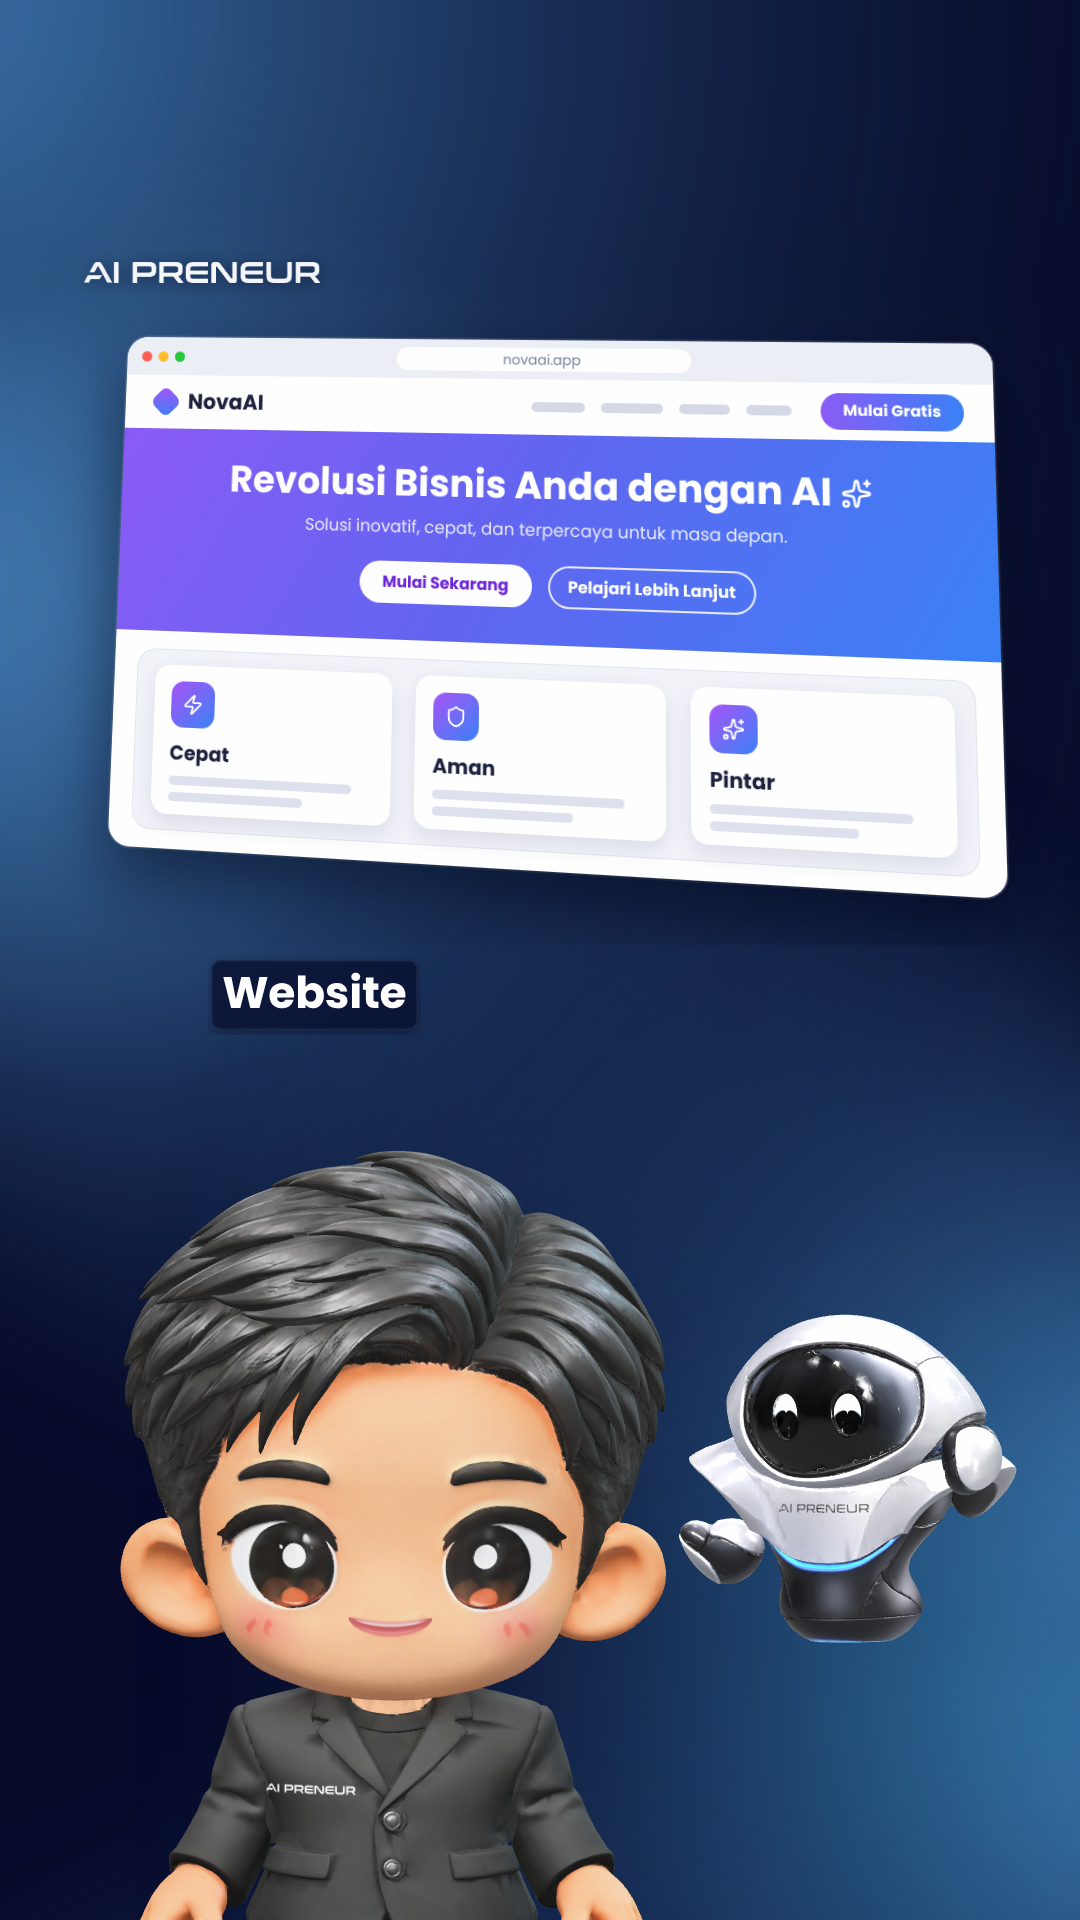 AI PRENEUR
novaai.app
NovaAI
Mulai Gratis
Revolusi Bisnis Anda dengan AI
Solusi inovatif, cepat, dan terpercaya untuk masa depan.
Mulai Sekarang
Pelajari Lebih Lanjut
Cepat
Aman
Pintar
Website
AI PRENEUR
AI PRENEUR